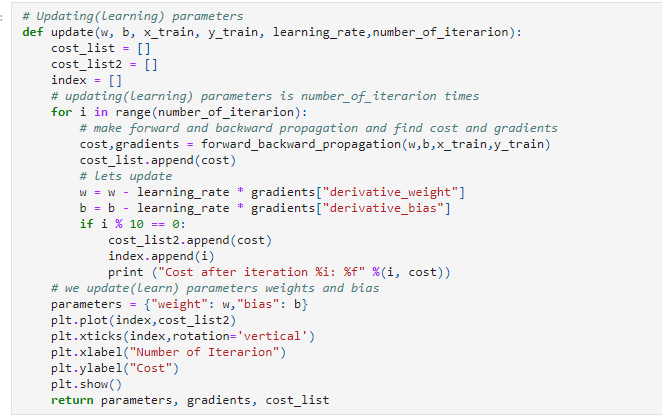 # Updating(learning) parameters
def update(w, b, x_train, y_train, learning_rate,number_of_iterarion):
    cost_list = []
    cost_list2 = []
    index = []
    # updating(learning) parameters is number_of_iterarion times
    for i in range(number_of_iterarion):
        # make forward and backward propagation and find cost and gradients
        cost,gradients = forward_backward_propagation(w,b,x_train,y_train)
        cost_list.append(cost)
        # lets update
        w = w - learning_rate * gradients["derivative_weight"]
        b = b - learning_rate * gradients["derivative_bias"]
        if i % 10 == 0:
            cost_list2.append(cost)
            index.append(i)
            print ("Cost after iteration %i: %f" %(i, cost))
    # we update(learn) parameters weights and bias
    parameters = {"weight": w,"bias": b}
    plt.plot(index,cost_list2)
    plt.xticks(index,rotation='vertical')
    plt.xlabel("Number of Iterarion")
    plt.ylabel("Cost")
    plt.show()
    return parameters, gradients, cost_list